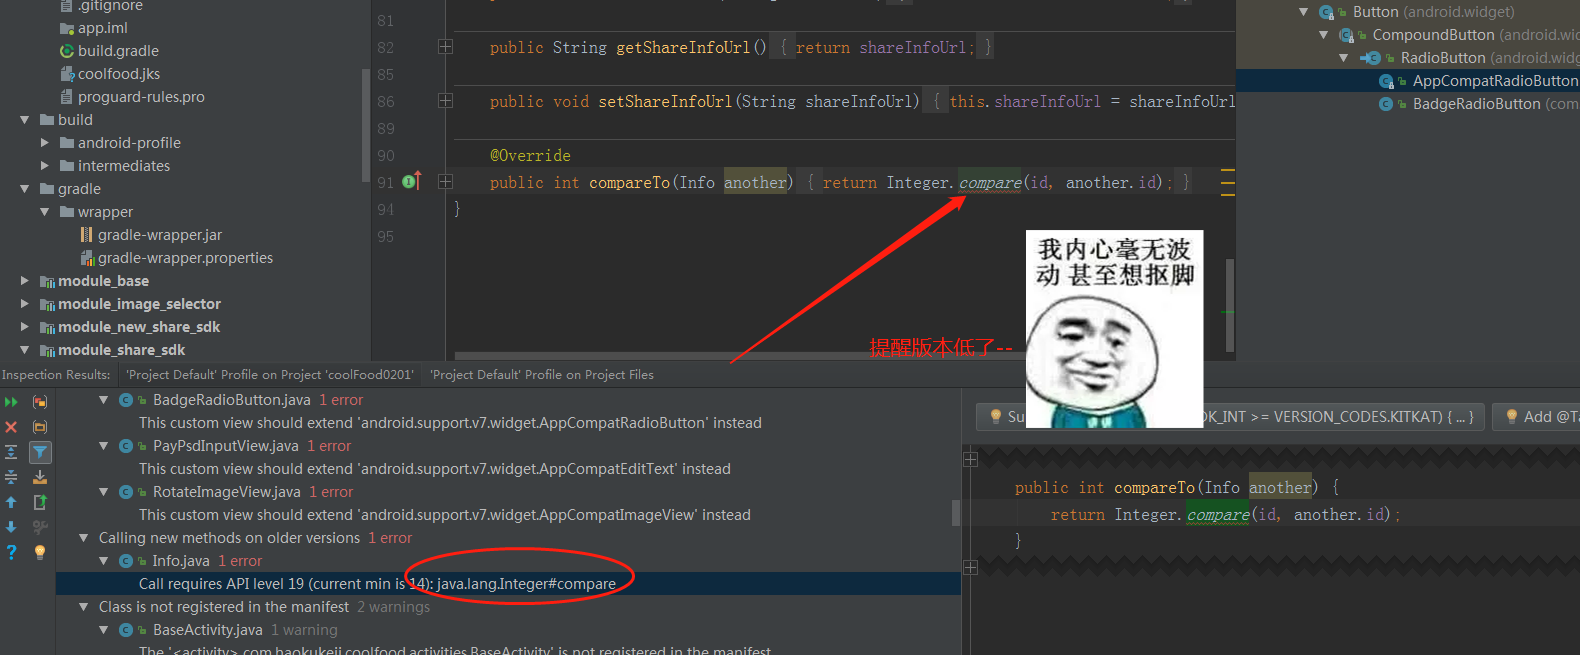 .gitignore
app.iml
build.gradle
coolfood.jks
proguard-rules.pro
build
android-profile
intermediates
gradle
wrapper
gradle-wrapper.jar
gradle-wrapper.properties
module_base
module_image_selector
module_new_share_sdk
module_share_sdk
81
82 public String getShareInfoUrl() { return shareInfoUrl; }
85
86 public void setShareInfoUrl(String shareInfoUrl) { this.shareInfoUrl = shareInfoUrl
89
90 @Override
91 public int compareTo(Info another) { return Integer.compare(id, another.id); }
94 }
95
Button (android.widget)
CompoundButton (android.wid
RadioButton (android.widg
AppCompatRadioButton
BadgeRadioButton (com
我内心毫无波
动 甚至想抠脚
提醒版本低了--
Inspection Results: 'Project Default' Profile on Project 'coolFood0201' 'Project Default' Profile on Project Files
BadgeRadioButton.java 1 error
This custom view should extend 'android.support.v7.widget.AppCompatRadioButton' instead
PayPsdInputView.java 1 error
This custom view should extend 'android.support.v7.widget.AppCompatEditText' instead
RotateImageView.java 1 error
This custom view should extend 'android.support.v7.widget.AppCompatImageView' instead
Calling new methods on older versions 1 error
Info.java 1 error
Call requires API level 19 (current min is 14): java.lang.Integer#compare
Class is not registered in the manifest 2 warnings
BaseActivity.java 1 warning
The '<activity> com.haokukeji.coolfood.activities.BaseActivity' is not registered in the manifest
Su DK_INT >= VERSION_CODES.KITKAT) { ... } Add @Ta
public int compareTo(Info another) {
return Integer.compare(id, another.id);
}